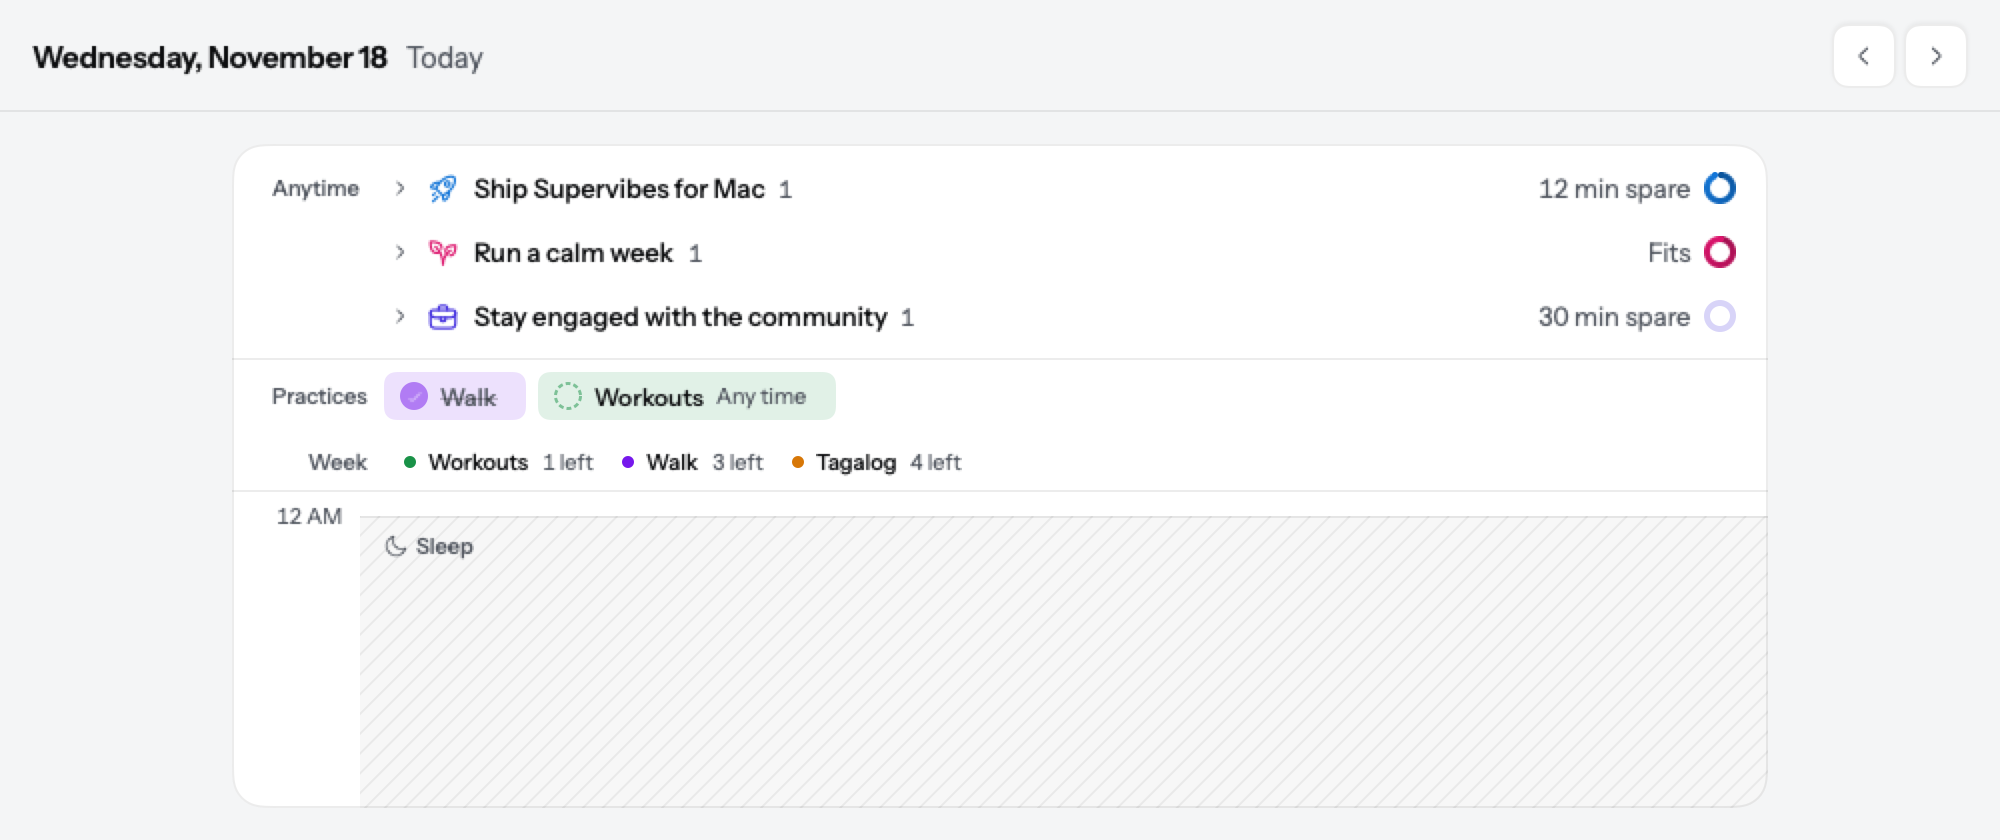 Wednesday, November 18 Today
Anytime Ship Supervibes for Mac 1 12 min spare
Run a calm week 1 Fits
Stay engaged with the community 1 30 min spare
Practices Walk Workouts Any time
Week Workouts 1 left Walk 3 left Tagalog 4 left
12 AM
Sleep